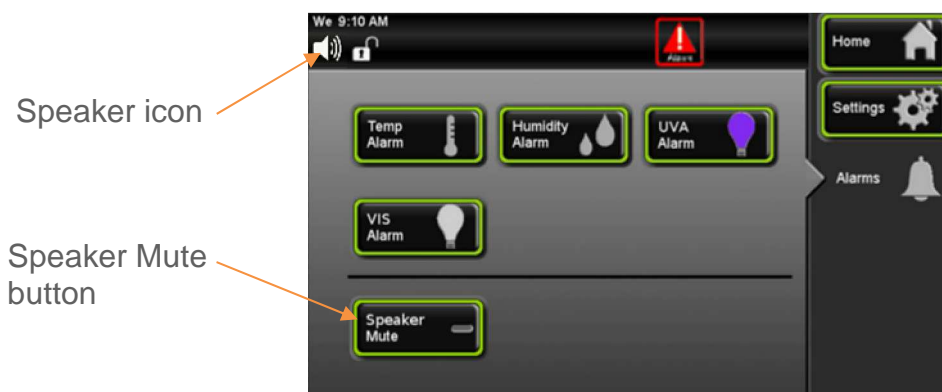 We 9:10 AM
Alarm
Home
Speaker icon
Settings
Temp
Alarm
Humidity
Alarm
UVA
Alarm
Alarms
VIS
Alarm
Speaker Mute
button
Speaker
Mute